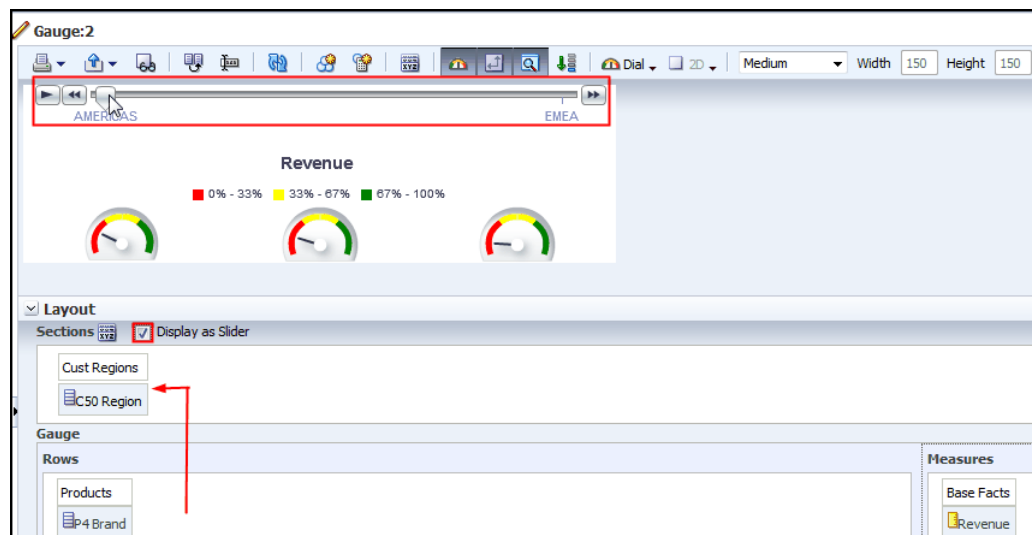 Gauge:2
Dial 2D Medium Width 150 Height 150
AMERICAS EMEA
Revenue
0% - 33% 33% - 67% 67% - 100%
Layout
Sections Display as Slider
Cust Regions
C50 Region
Gauge
Rows Measures
Products Base Facts
P4 Brand Revenue